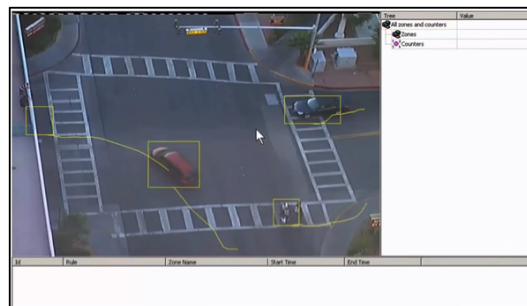 Tree Value
All zones and counters
Zones
Counters
Id Rule Zone Name Start Time End Time